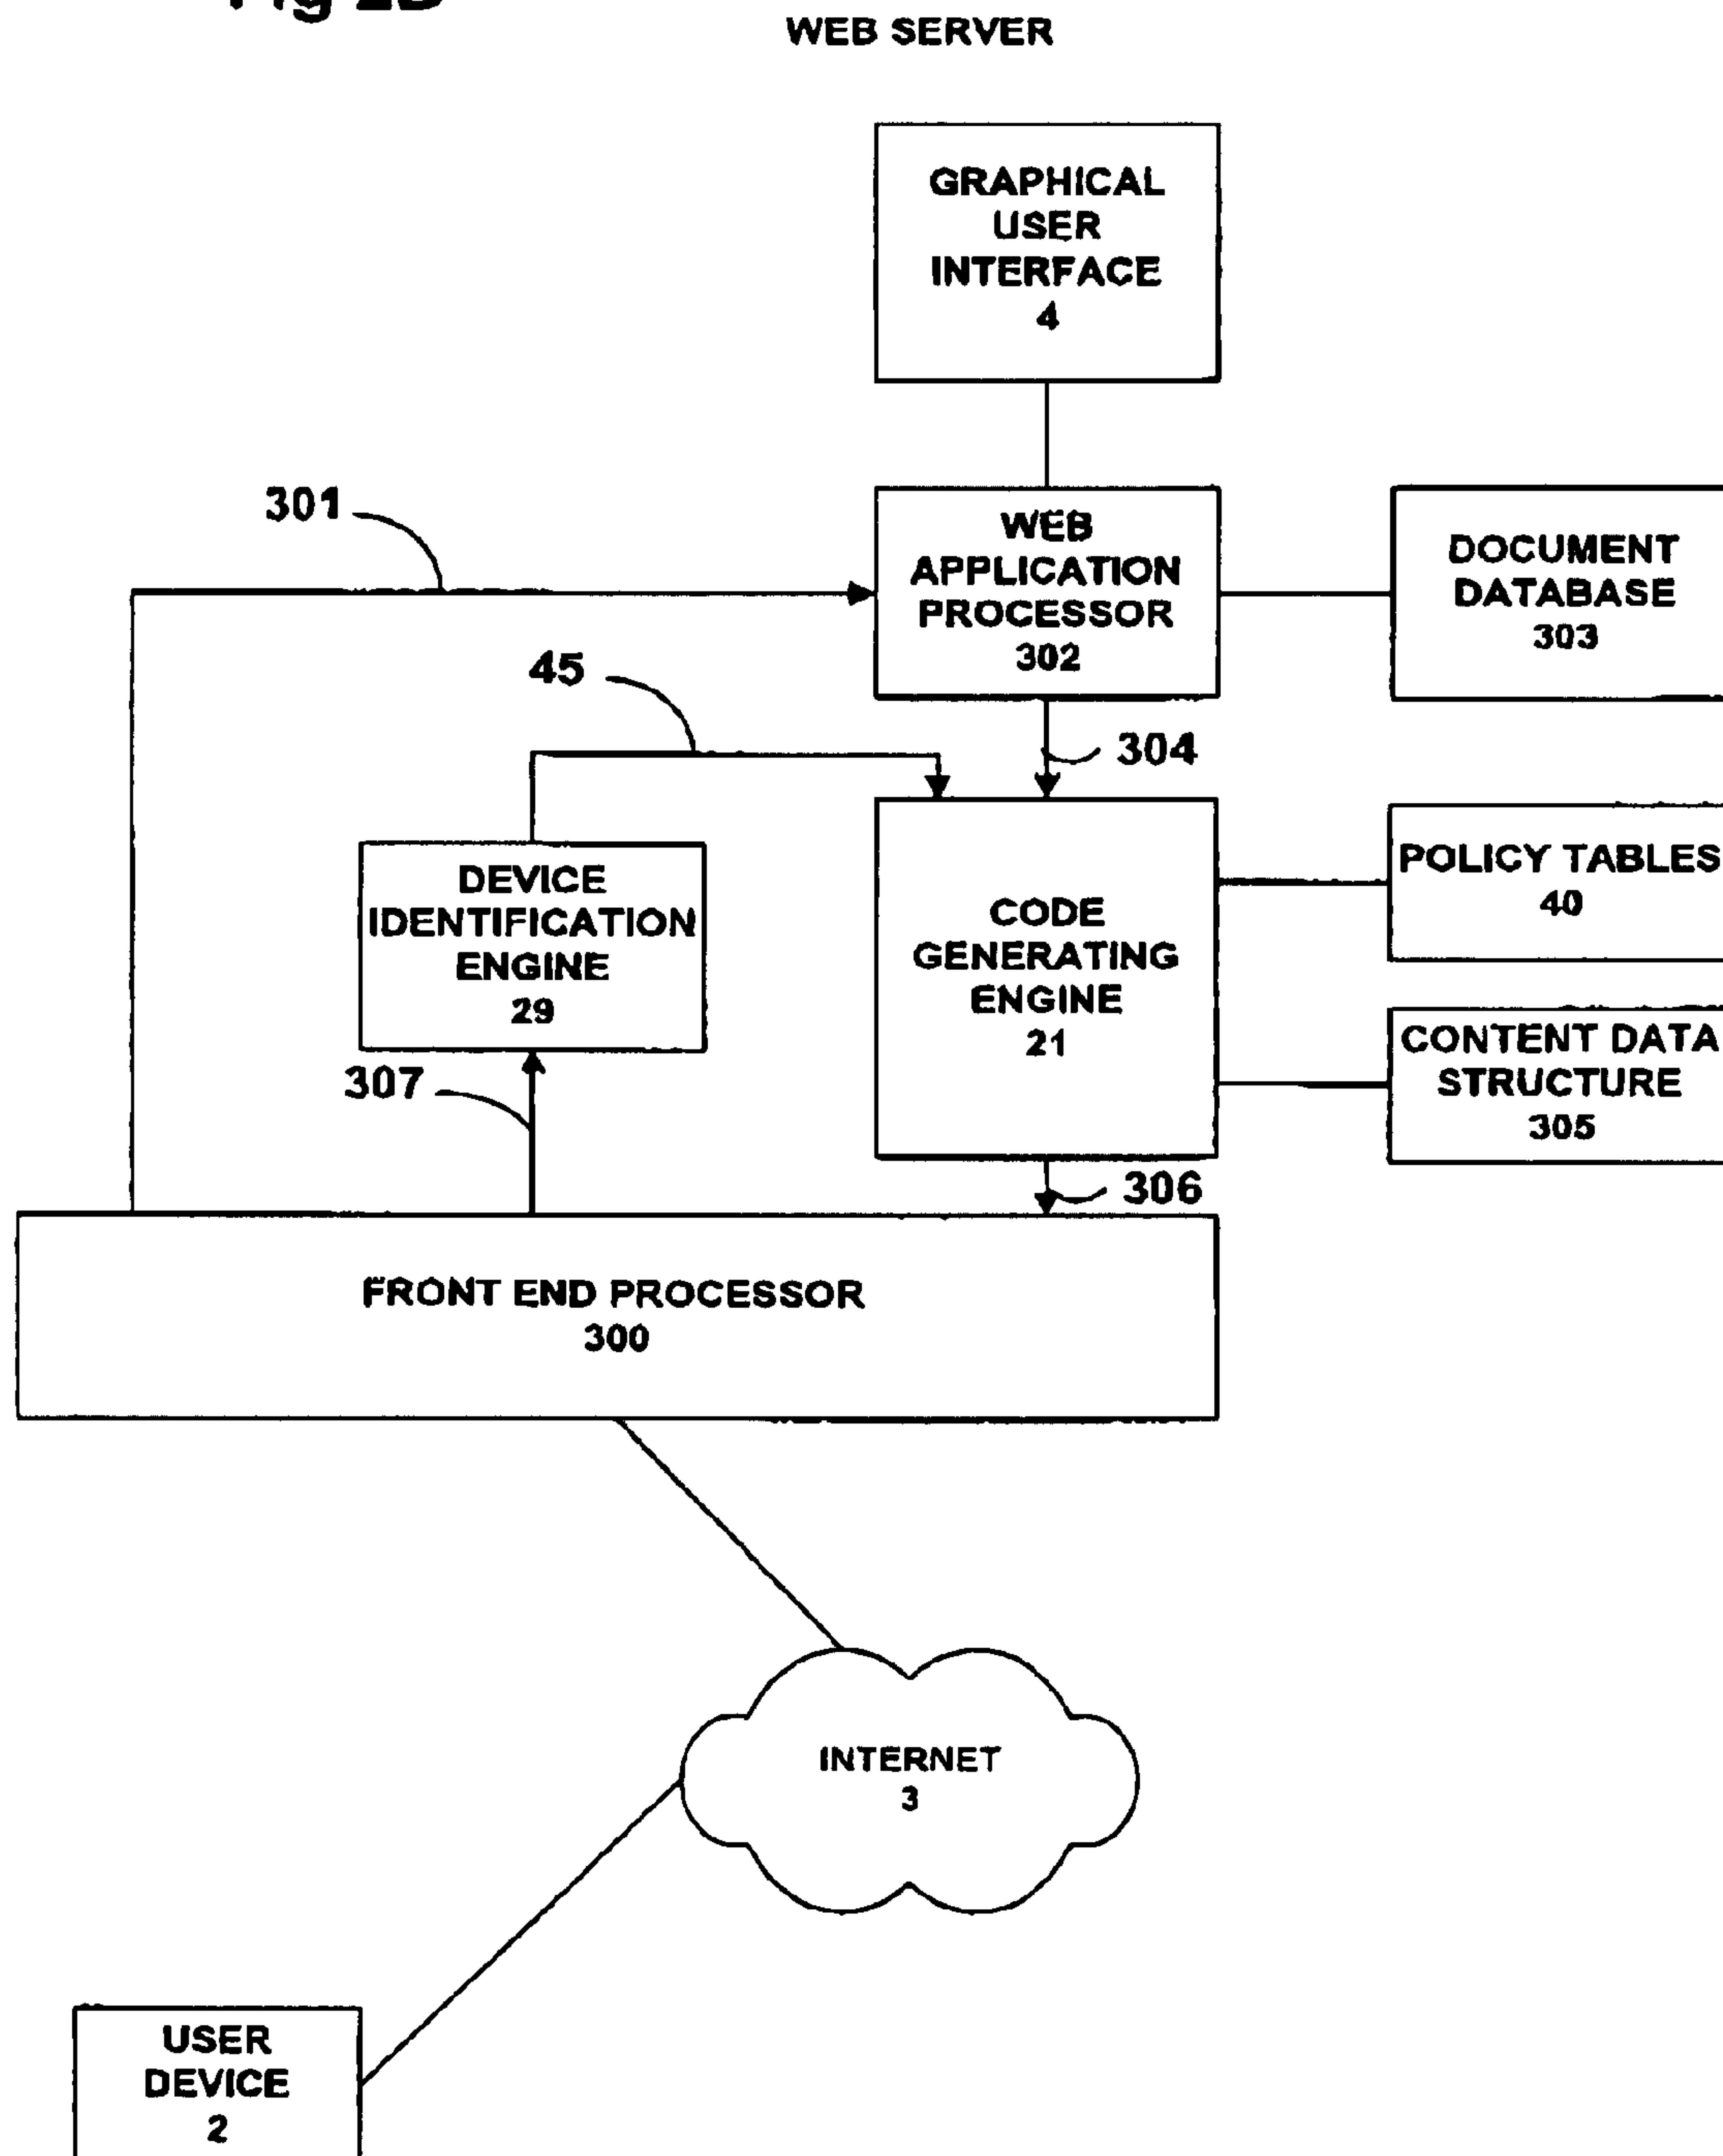 WEB SERVER
GRAPHICAL
USER
INTERFACE
4
301
WEB
APPLICATION
PROCESSOR
302
DOCUMENT
DATABASE
303
45
304
DEVICE
IDENTIFICATION
ENGINE
29
CODE
GENERATING
ENGINE
21
POLICY TABLES
40
CONTENT DATA
STRUCTURE
305
307
306
FRONT END PROCESSOR
300
INTERNET
3
USER
DEVICE
2